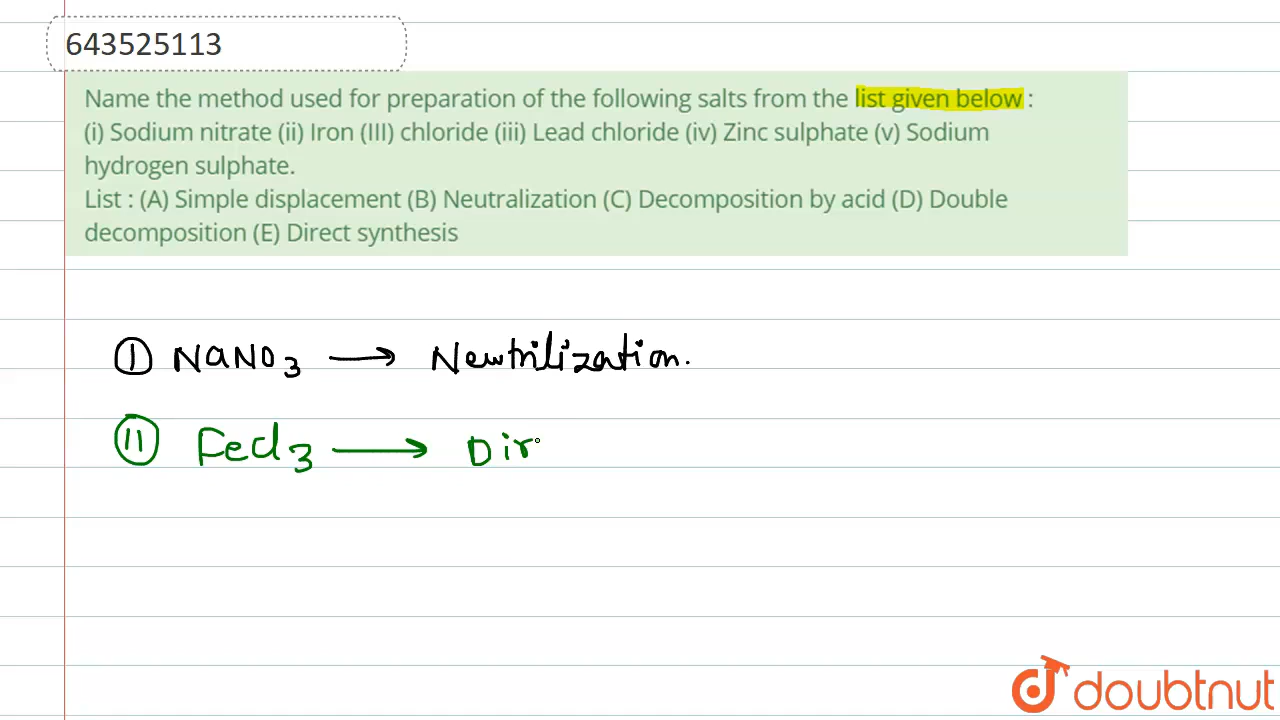 643525113
Name the method used for preparation of the following salts from the list given below :
(i) Sodium nitrate (ii) Iron (III) chloride (iii) Lead chloride (iv) Zinc sulphate (v) Sodium
hydrogen sulphate.
List : (A) Simple displacement (B) Neutralization (C) Decomposition by acid (D) Double
decomposition (E) Direct synthesis
① NaNO3 → Newtrilization.
⑪ Fecl3 → Dir
doubtnut